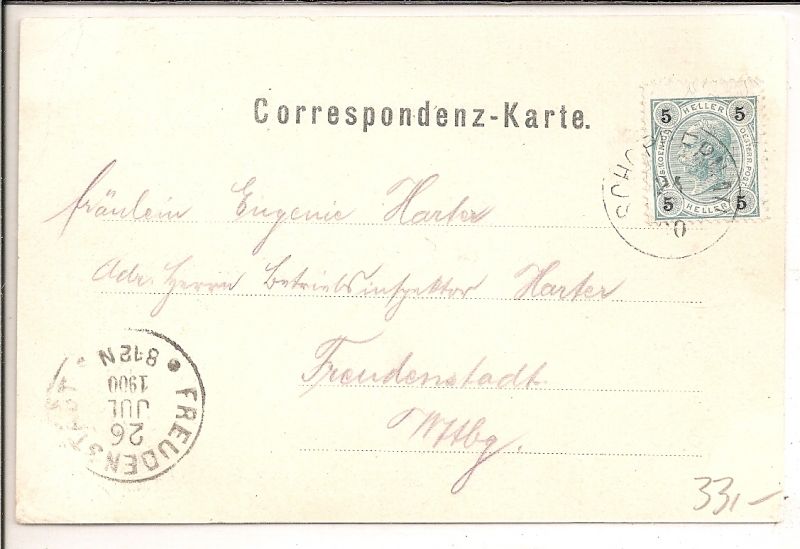 Correspondenz-Karte.
5 HELLER 5
5 HELLER 5
Fräulein Eugenie Harter
Adr. Herrn Betriebsinspektor Harter
Freudenstadt
Wttbg.
FREUDENSTADT
26
JUL
1900
8-12N
33,-